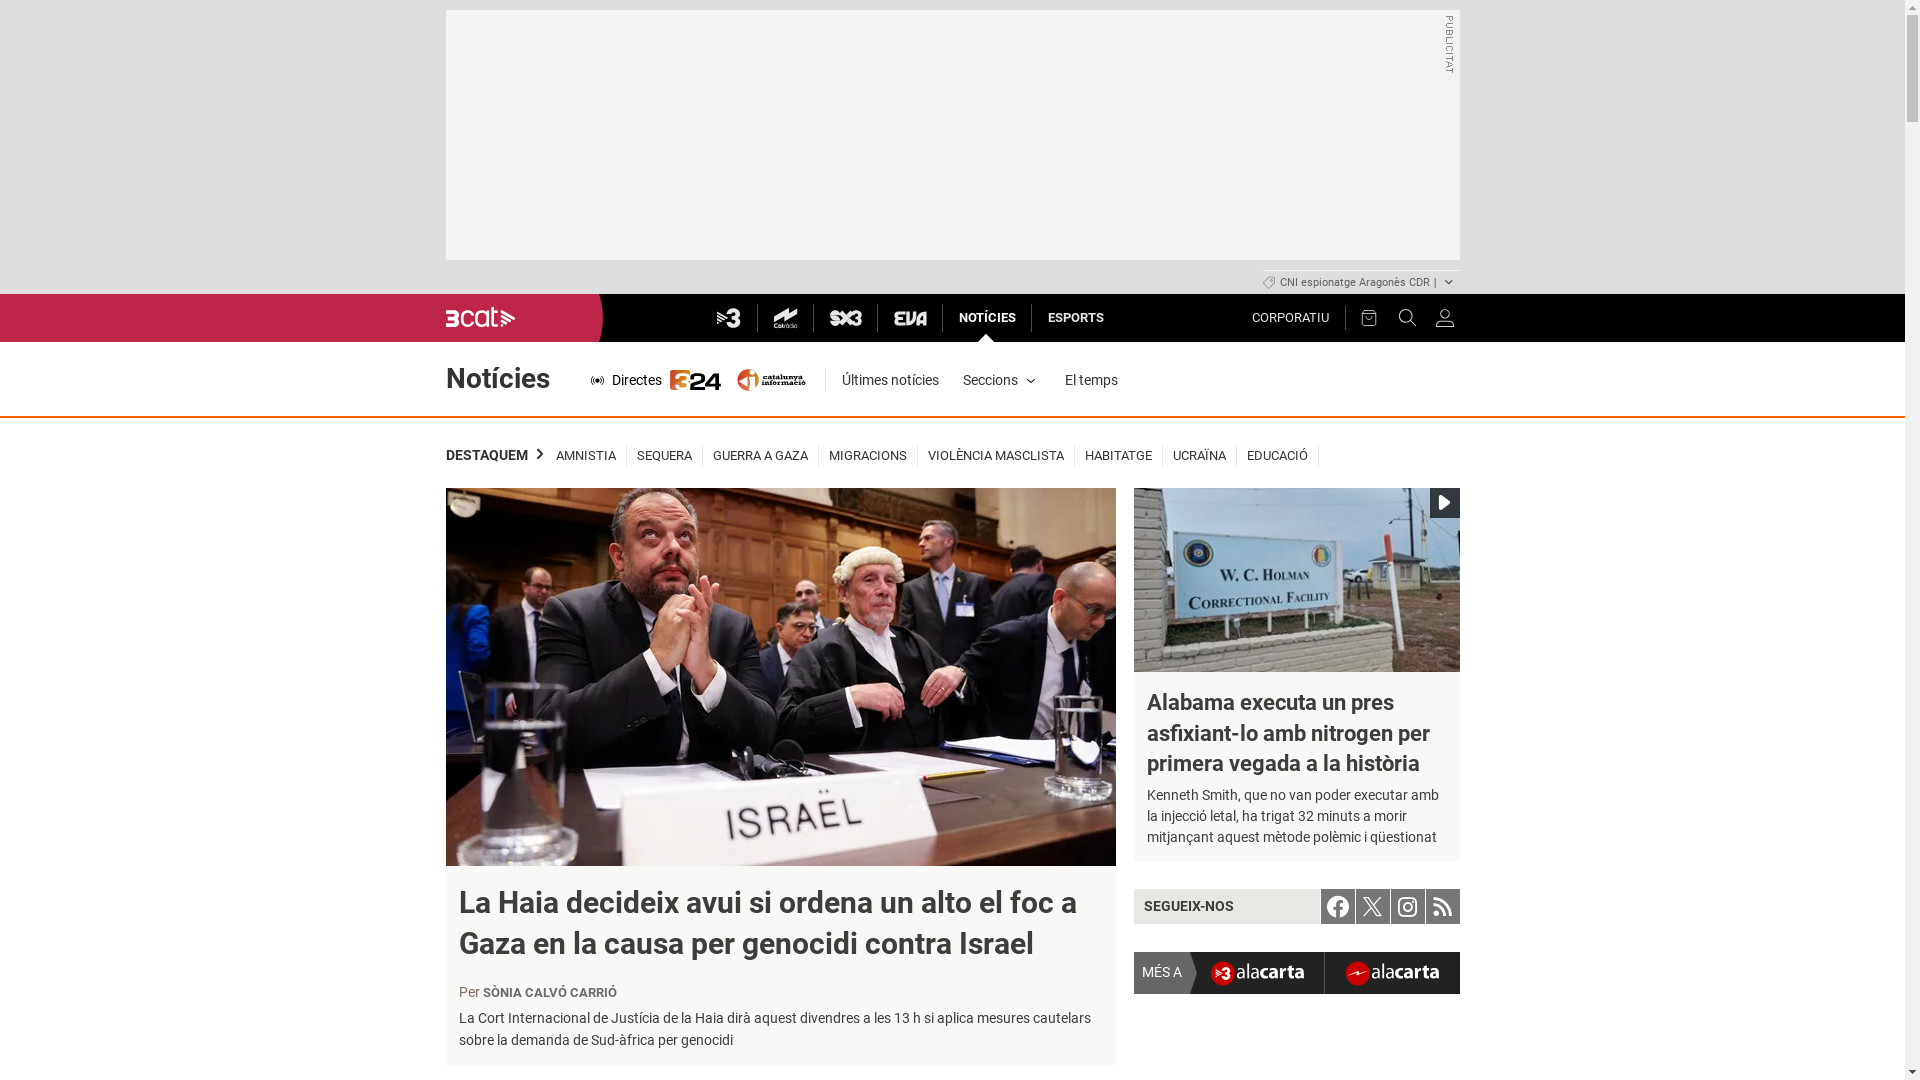 PUBLICITAT
CNI espionatge Aragonès CDR |
3cat
3
Catràdio
SX3
EVA
NOTÍCIES
ESPORTS
CORPORATIU
Notícies
Directes
324
catalunya
informació
Últimes notícies
Seccions
El temps
DESTAQUEM
AMNISTIA
SEQUERA
GUERRA A GAZA
MIGRACIONS
VIOLÈNCIA MASCLISTA
HABITATGE
UCRAÏNA
EDUCACIÓ
ISRAËL
La Haia decideix avui si ordena un alto el foc a
Gaza en la causa per genocidi contra Israel
Per SÒNIA CALVÓ CARRIÓ
La Cort Internacional de Justícia de la Haia dirà aquest divendres a les 13 h si aplica mesures cautelars
sobre la demanda de Sud-àfrica per genocidi
W. C. HOLMAN
CORRECTIONAL FACILITY
Alabama executa un pres
asfixiant-lo amb nitrogen per
primera vegada a la història
Kenneth Smith, que no van poder executar amb
la injecció letal, ha trigat 32 minuts a morir
mitjançant aquest mètode polèmic i qüestionat
SEGUEIX-NOS
MÉS A
3 alacarta
alacarta